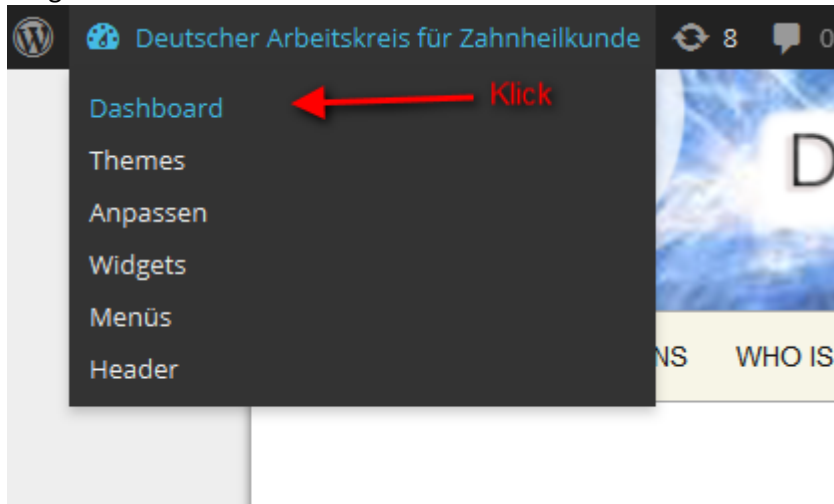 Deutscher Arbeitskreis für Zahnheilkunde 8 0
Dashboard Klick
Themes
Anpassen
Widgets
Menüs
Header
D
NS WHO IS